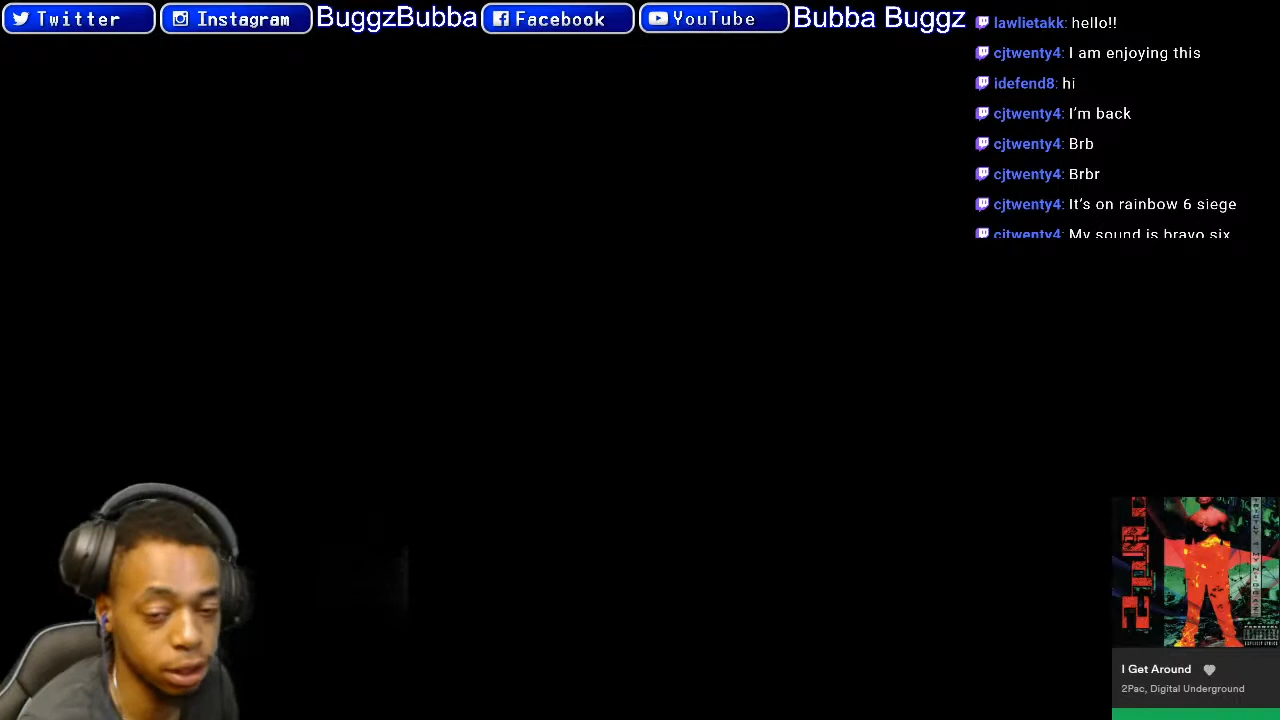 Twitter
Instagram
BuggzBubba
Facebook
YouTube
Bubba Buggz
lawlietakk: hello!!
cjtwenty4: I am enjoying this
idefend8: hi
cjtwenty4: I’m back
cjtwenty4: Brb
cjtwenty4: Brbr
cjtwenty4: It’s on rainbow 6 siege
cjtwenty4: My sound is bravo six
I Get Around
2Pac, Digital Underground